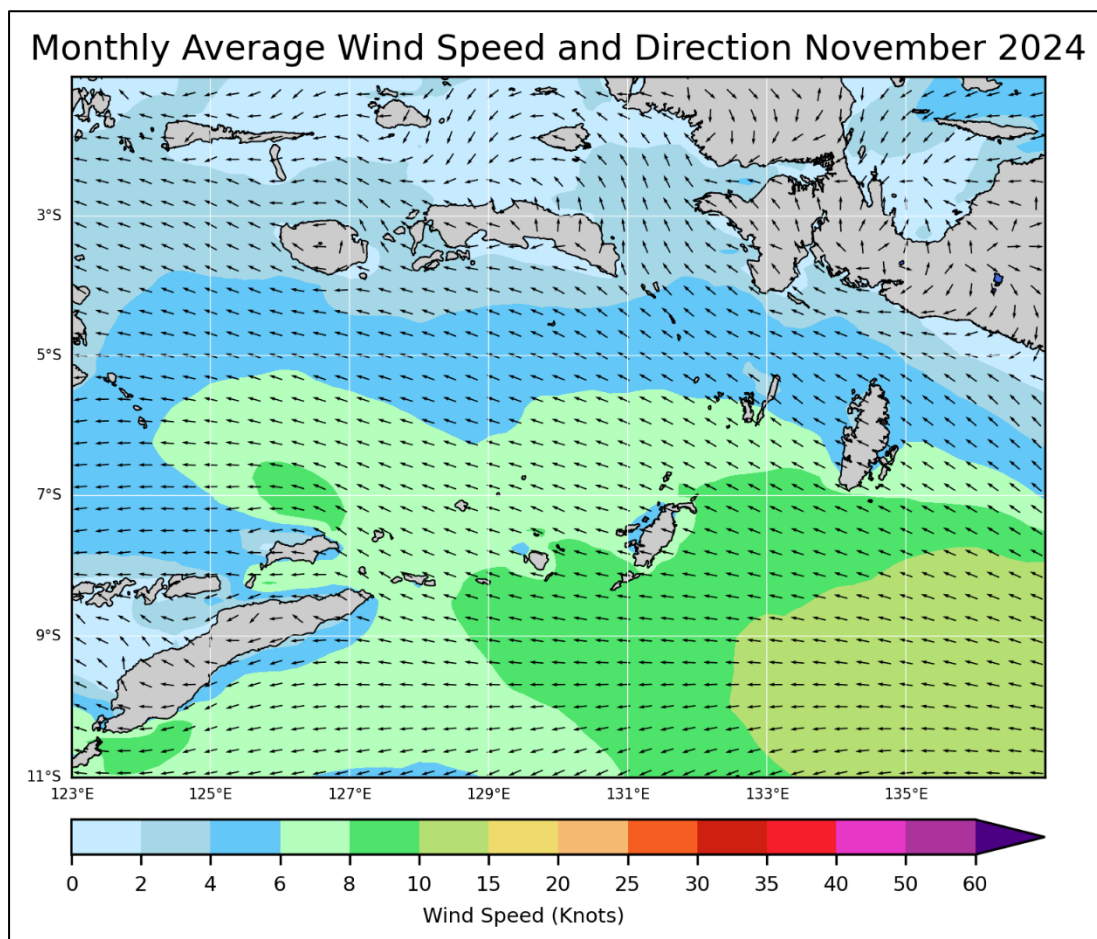 Monthly Average Wind Speed and Direction November 2024
3°S
5°S
7°S
9°S
11°S
123°E 125°E 127°E 129°E 131°E 133°E 135°E
0 2 4 6 8 10 15 20 25 30 35 40 50 60
Wind Speed (Knots)